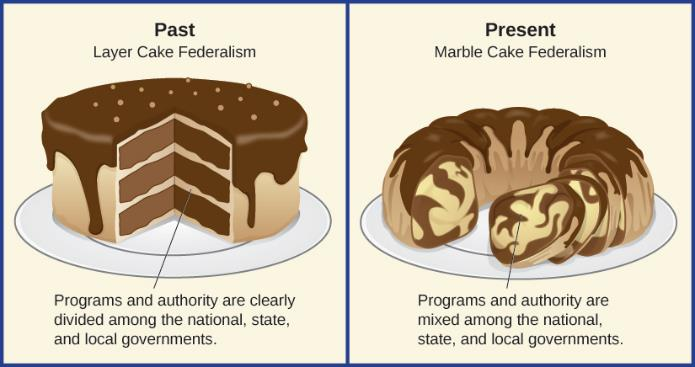 Past
Layer Cake Federalism
Programs and authority are clearly
divided among the national, state,
and local governments.
Present
Marble Cake Federalism
Programs and authority are
mixed among the national,
state, and local governments.